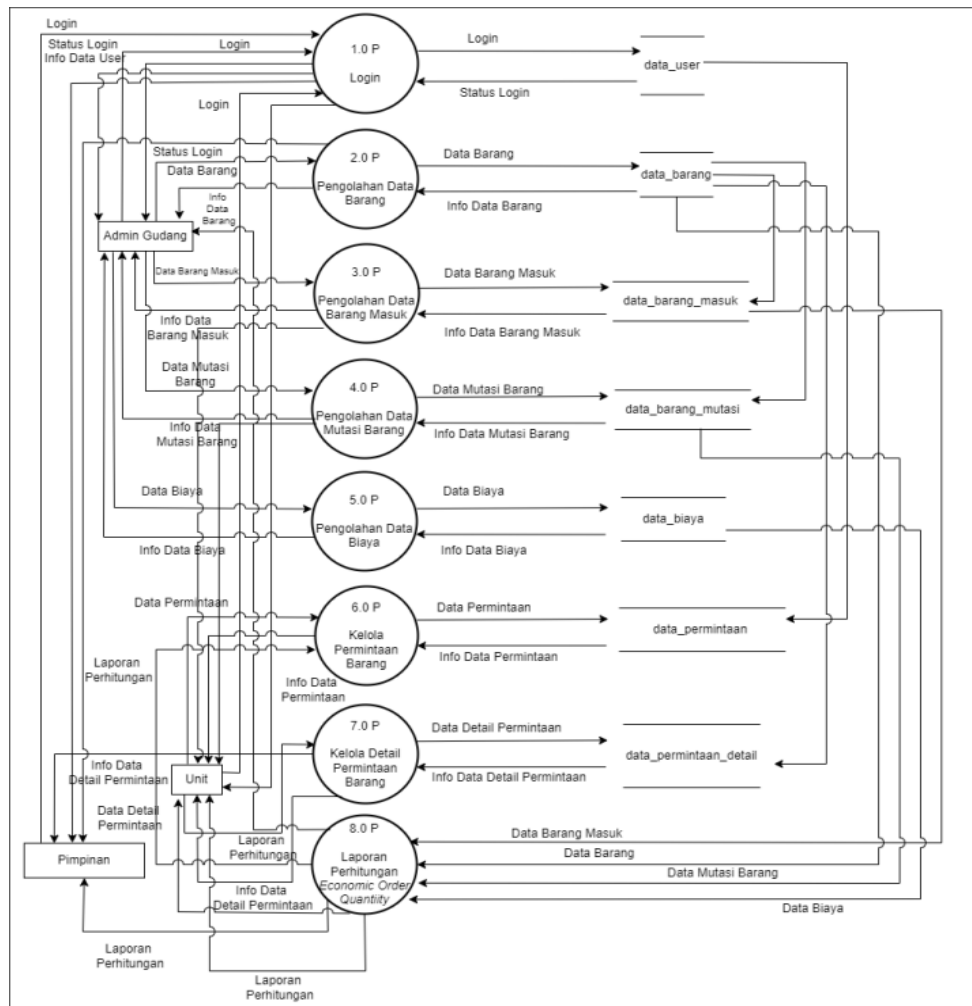 Login
Status Login
Info Data User
Login
1.0 P
Login
Login
data_user
Status Login
Login
Status Login
Data Barang
2.0 P
Pengolahan Data
Barang
Data Barang
data_barang
Info Data Barang
Info
Data
Barang
Admin Gudang
Data Barang Masuk
3.0 P
Pengolahan Data
Barang Masuk
Data Barang Masuk
data_barang_masuk
Info Data Barang Masuk
Info Data
Barang Masuk
Data Mutasi
Barang
4.0 P
Pengolahan Data
Mutasi Barang
Data Mutasi Barang
data_barang_mutasi
Info Data Mutasi Barang
Info Data
Mutasi Barang
Data Biaya
5.0 P
Pengolahan Data
Biaya
Data Biaya
data_biaya
Info Data Biaya
Info Data Biaya
Data Permintaan
6.0 P
Kelola
Permintaan
Barang
Data Permintaan
data_permintaan
Info Data Permintaan
Laporan
Perhitungan
Info Data
Permintaan
7.0 P
Kelola Detail
Permintaan
Barang
Data Detail Permintaan
data_permintaan_detail
Info Data Detail Permintaan
Info Data
Detail Permintaan
Unit
Data Detail
Permintaan
Laporan
Perhitungan
8.0 P
Laporan
Perhitungan
Economic Order
Quantiity
Data Barang Masuk
Data Barang
Data Mutasi Barang
Data Biaya
Pimpinan
Info Data
Detail Permintaan
Laporan
Perhitungan
Laporan
Perhitungan